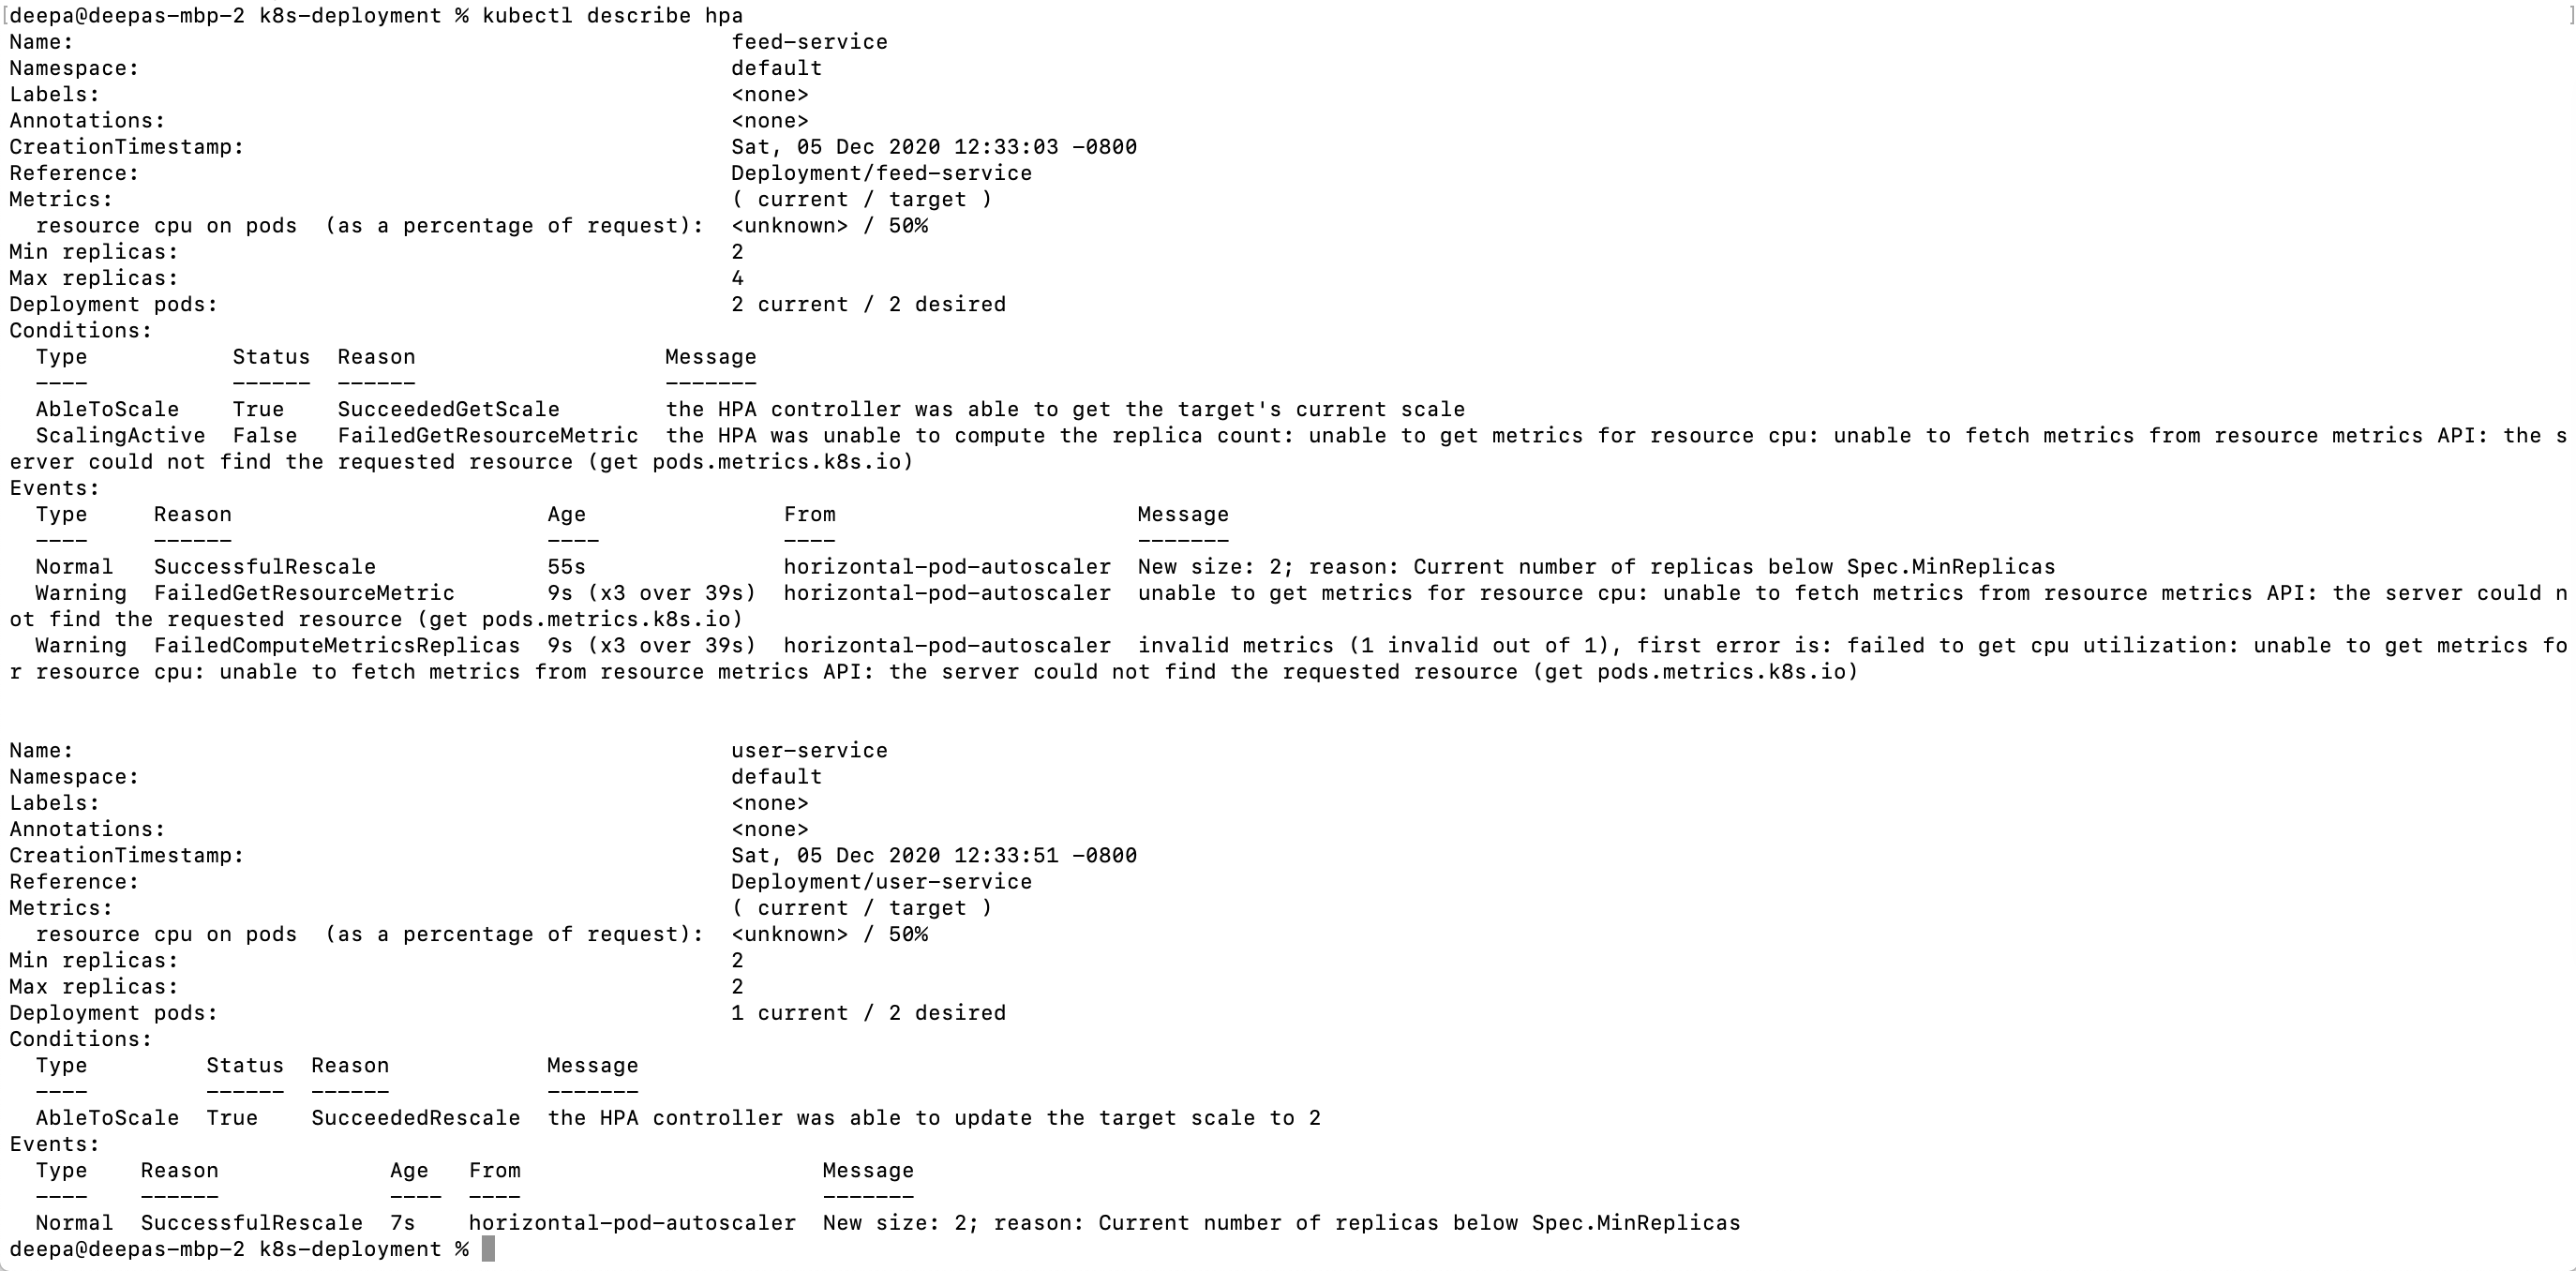 [deepa@deepas-mbp-2 k8s-deployment % kubectl describe hpa ]
Name:                                                  feed-service
Namespace:                                             default
Labels:                                                <none>
Annotations:                                           <none>
CreationTimestamp:                                     Sat, 05 Dec 2020 12:33:03 -0800
Reference:                                             Deployment/feed-service
Metrics:                                               ( current / target )
  resource cpu on pods  (as a percentage of request):  <unknown> / 50%
Min replicas:                                          2
Max replicas:                                          4
Deployment pods:                                       2 current / 2 desired
Conditions:
  Type           Status  Reason                   Message
  ----           ------  ------                   -------
  AbleToScale    True    SucceededGetScale        the HPA controller was able to get the target's current scale
  ScalingActive  False   FailedGetResourceMetric  the HPA was unable to compute the replica count: unable to get metrics for resource cpu: unable to fetch metrics from resource metrics API: the s
erver could not find the requested resource (get pods.metrics.k8s.io)
Events:
  Type     Reason                        Age               From                       Message
  ----     ------                        ----              ----                       -------
  Normal   SuccessfulRescale             55s               horizontal-pod-autoscaler  New size: 2; reason: Current number of replicas below Spec.MinReplicas
  Warning  FailedGetResourceMetric       9s (x3 over 39s)  horizontal-pod-autoscaler  unable to get metrics for resource cpu: unable to fetch metrics from resource metrics API: the server could n
ot find the requested resource (get pods.metrics.k8s.io)
  Warning  FailedComputeMetricsReplicas  9s (x3 over 39s)  horizontal-pod-autoscaler  invalid metrics (1 invalid out of 1), first error is: failed to get cpu utilization: unable to get metrics fo
r resource cpu: unable to fetch metrics from resource metrics API: the server could not find the requested resource (get pods.metrics.k8s.io)
Name:                                                  user-service
Namespace:                                             default
Labels:                                                <none>
Annotations:                                           <none>
CreationTimestamp:                                     Sat, 05 Dec 2020 12:33:51 -0800
Reference:                                             Deployment/user-service
Metrics:                                               ( current / target )
  resource cpu on pods  (as a percentage of request):  <unknown> / 50%
Min replicas:                                          2
Max replicas:                                          2
Deployment pods:                                       1 current / 2 desired
Conditions:
  Type         Status  Reason            Message
  ----         ------  ------            -------
  AbleToScale  True    SucceededRescale  the HPA controller was able to update the target scale to 2
Events:
  Type    Reason             Age   From                       Message
  ----    ------             ----  ----                       -------
  Normal  SuccessfulRescale  7s    horizontal-pod-autoscaler  New size: 2; reason: Current number of replicas below Spec.MinReplicas
deepa@deepas-mbp-2 k8s-deployment %